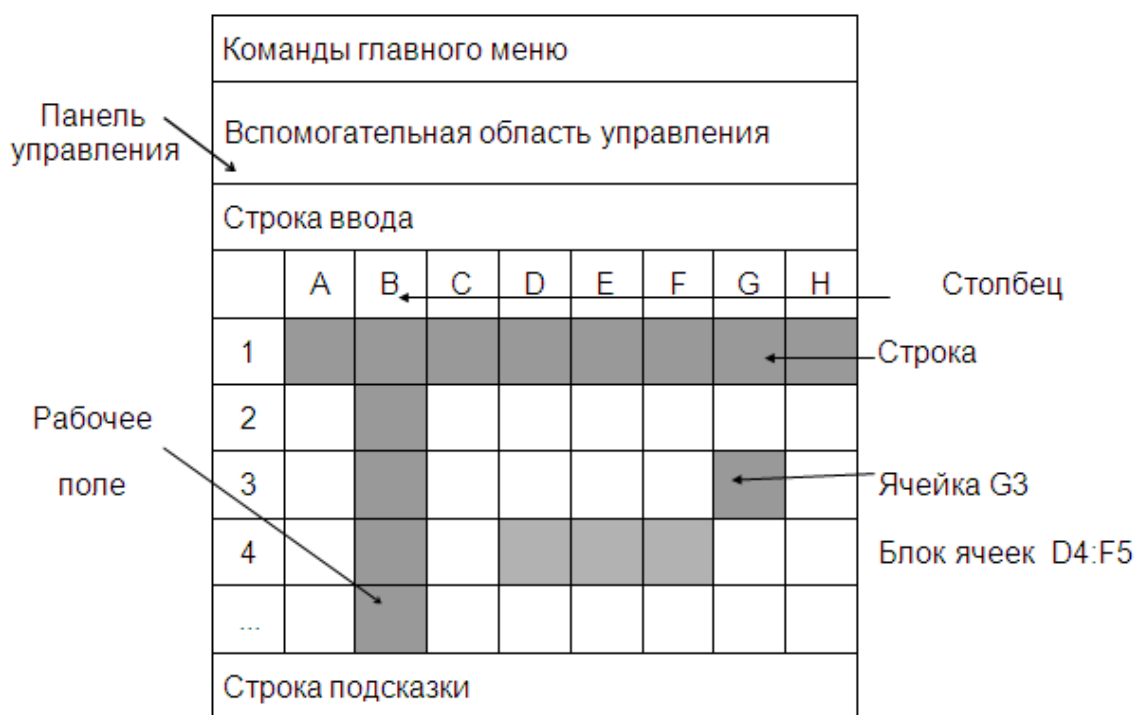 Команды главного меню
Панель
управления
Вспомогательная область управления
Строка ввода
A B C D E F G H
Столбец
1
Строка
2
Рабочее
поле
3
Ячейка G3
4
Блок ячеек D4:F5
...
Строка подсказки